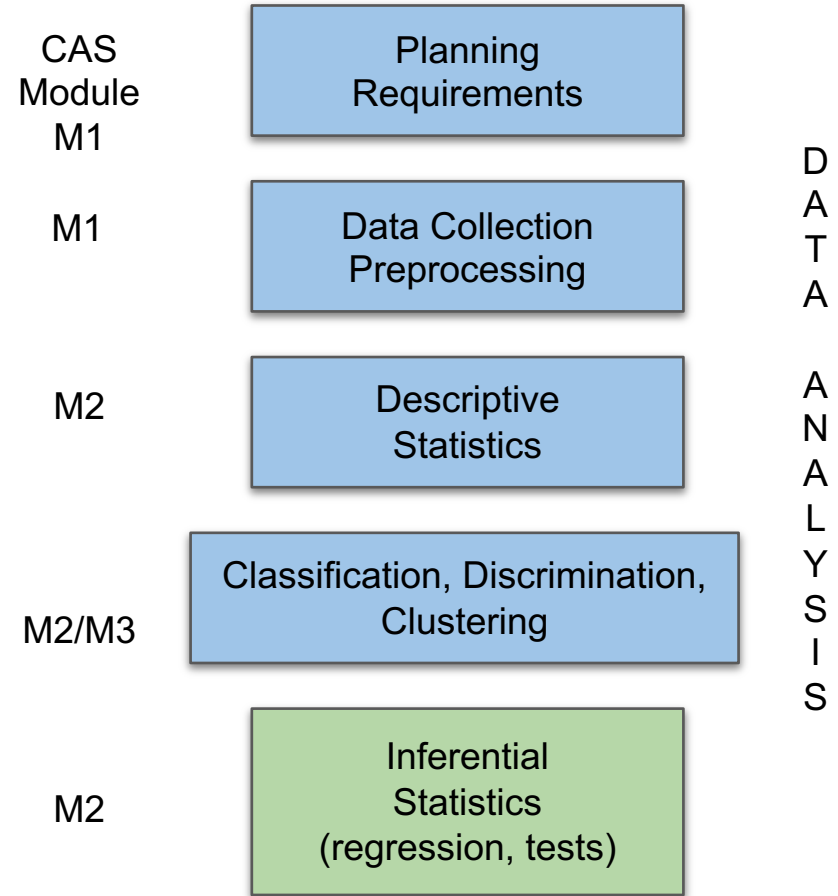 CAS
Module
M1
Planning
Requirements
M1
Data Collection
Preprocessing
M2
Descriptive
Statistics
M2/M3
Classification, Discrimination,
Clustering
M2
Inferential
Statistics
(regression, tests)
D
A
T
A
A
N
A
L
Y
S
I
S